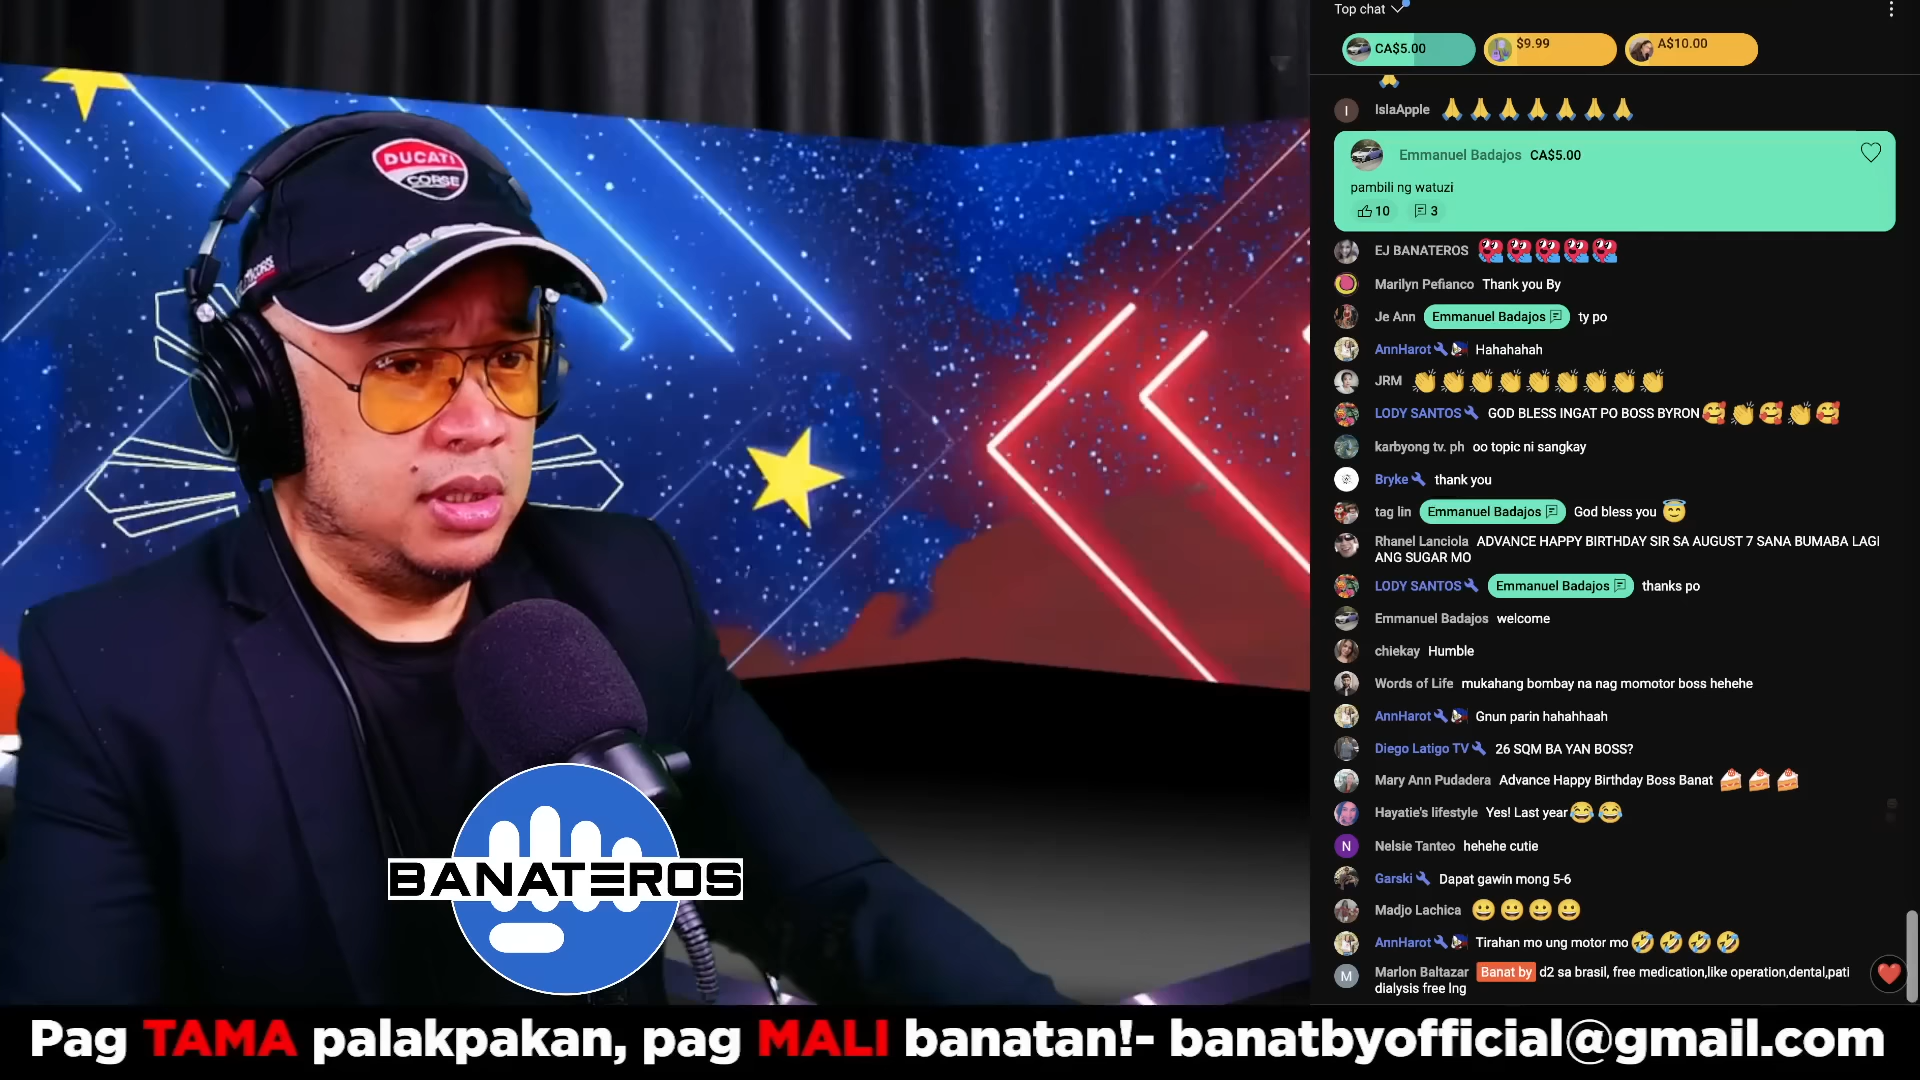 DUCATI
CORSE
BANATEROS
Top chat
CA$5.00
$9.99
A$10.00
🙏
I
IslaApple 🙏🙏🙏🙏🙏🙏🙏
Emmanuel Badajos CA$5.00
pambili ng watuzi
10 3
EJ BANATEROS
Marilyn Pefianco Thank you By
Je Ann Emmanuel Badajos ty po
AnnHarot Hahahahah
JRM 👏👏👏👏👏👏👏👏👏
LODY SANTOS GOD BLESS INGAT PO BOSS BYRON🥰👏🥰👏🥰
karbyong tv. ph oo topic ni sangkay
Bryke thank you
tag lin Emmanuel Badajos God bless you 😇
Rhanel Lanciola ADVANCE HAPPY BIRTHDAY SIR SA AUGUST 7 SANA BUMABA LAGI
ANG SUGAR MO
LODY SANTOS Emmanuel Badajos thanks po
Emmanuel Badajos welcome
chiekay Humble
Words of Life mukahang bombay na nag momotor boss hehehe
AnnHarot Gnun parin hahahhaah
Diego Latigo TV 26 SQM BA YAN BOSS?
Mary Ann Pudadera Advance Happy Birthday Boss Banat 🍰🍰🍰
Hayatie's lifestyle Yes! Last year😂😂
N
Nelsie Tanteo hehehe cutie
Garski Dapat gawin mong 5-6
Madjo Lachica 😀😀😀😀
AnnHarot Tirahan mo ung motor mo🤣🤣🤣🤣
M
Marlon Baltazar Banat by d2 sa brasil, free medication,like operation,dental,pati
dialysis free lng
Pag TAMA palakpakan, pag MALI banatan!- banatbyofficial@gmail.com